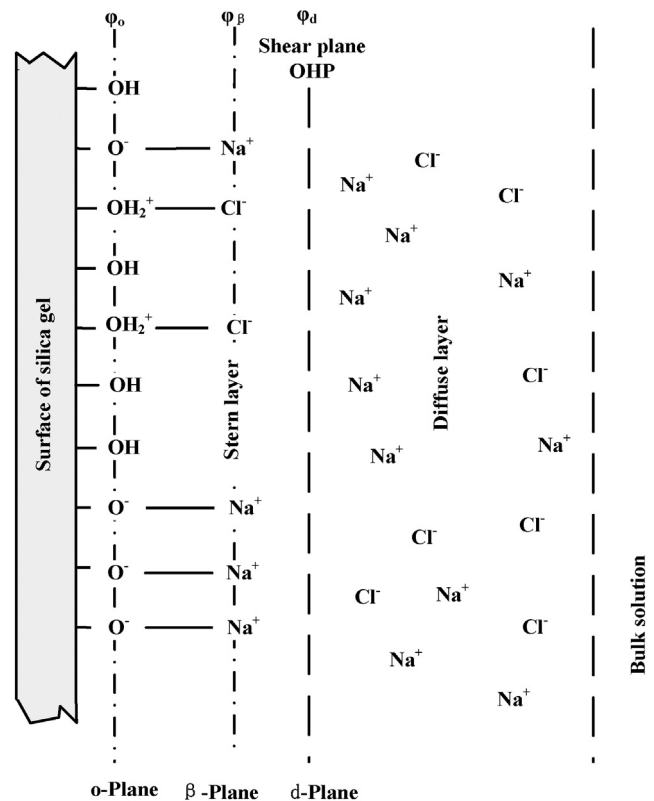 φo φβ φd
Shear plane
OHP
OH
O⁻ Na⁺ Cl⁻
Na⁺
OH₂⁺ Cl⁻ Cl⁻
Na⁺
OH Na⁺
Na⁺
OH₂⁺ Cl⁻
Surface of silica gel
Stern layer
Diffuse layer
Cl⁻
OH Na⁺
OH Na⁺
Na⁺
O⁻ Na⁺
Cl⁻
Cl⁻
O⁻ Na⁺
Cl⁻ Na⁺
O⁻ Na⁺ Cl⁻
Bulk solution
Na⁺
Na⁺
o-Plane β-Plane d-Plane